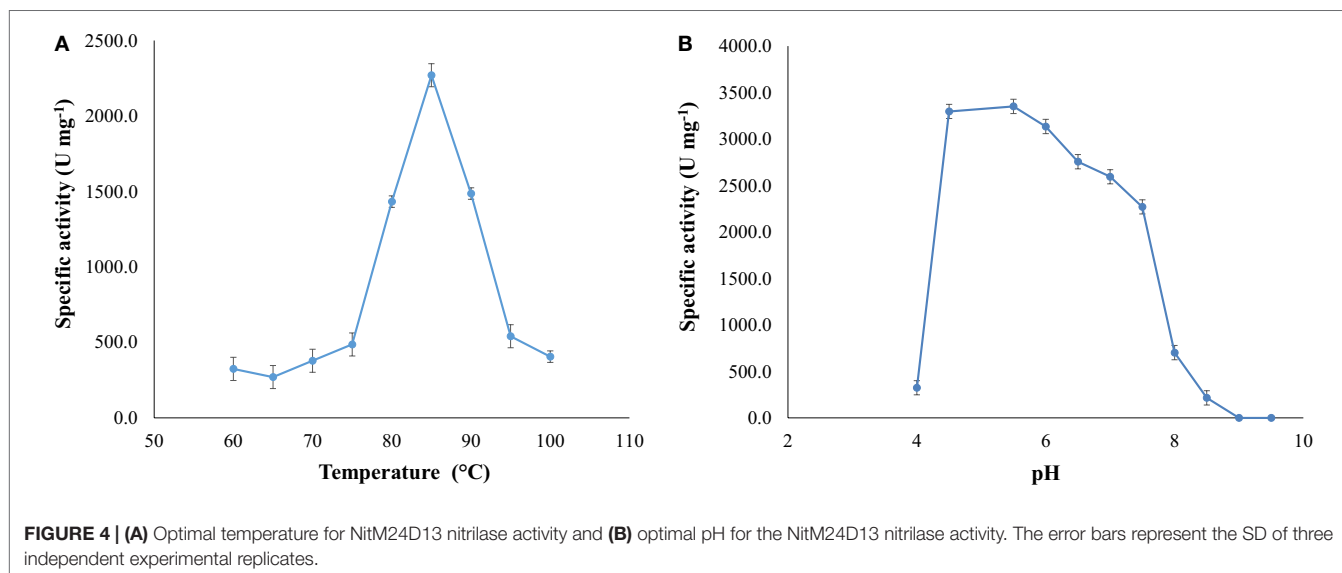 A
2500.0
2000.0
1500.0
1000.0
500.0
0.0
Specific activity (U mg-1)
50 60 70 80 90 100 110
Temperature (°C)
B
4000.0
3500.0
3000.0
2500.0
2000.0
1500.0
1000.0
500.0
0.0
Specific activity (U mg-1)
2 4 6 8 10
pH
FIGURE 4 | (A) Optimal temperature for NitM24D13 nitrilase activity and (B) optimal pH for the NitM24D13 nitrilase activity. The error bars represent the SD of three
independent experimental replicates.